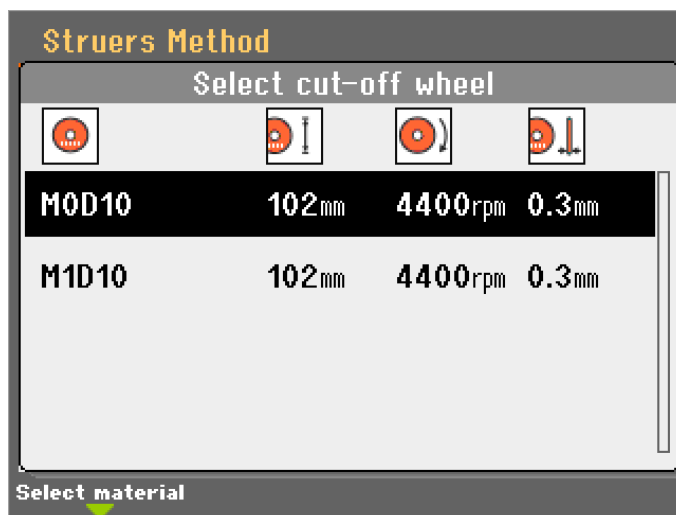 Struers Method
Select cut-off wheel
M0D10 102mm 4400rpm 0.3mm
M1D10 102mm 4400rpm 0.3mm
Select material